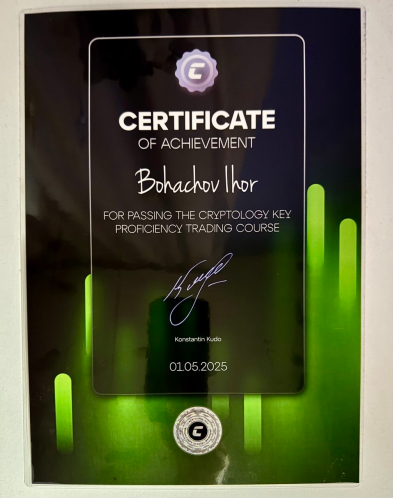 CERTIFICATE
OF ACHIEVEMENT
Bohachov Ihor
FOR PASSING THE CRYPTOLOGY KEY
PROFICIENCY TRADING COURSE
Konstantin Kudo
01.05.2025